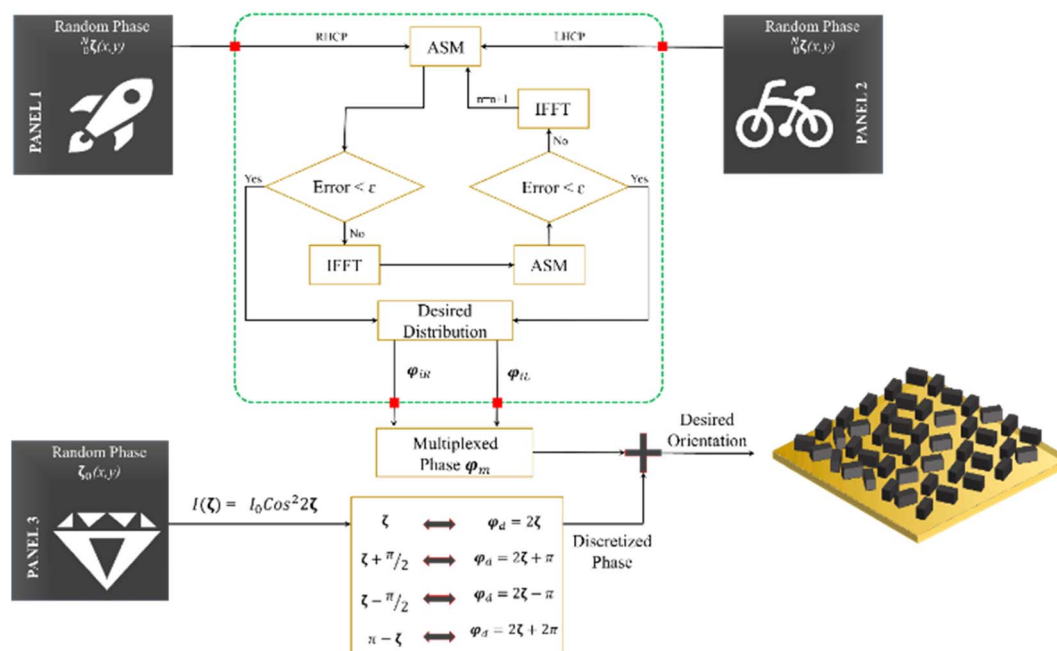 Random Phase
N0ζ(x,y)
PANEL 1
RHCP
ASM
LHCP
Random Phase
N0ζ(x,y)
PANEL 2
n=n+1
IFFT
No
Yes
Error < ε
Error < ε
Yes
No
IFFT
ASM
Desired
Distribution
φiR
φiL
Multiplexed
Phase φm
Desired
Orientation
Random Phase
ζ0(x,y)
PANEL 3
I(ζ) = I0Cos²2ζ
ζ φd = 2ζ
ζ + π/2 φd = 2ζ + π
ζ − π/2 φd = 2ζ − π
π − ζ φd = 2ζ + 2π
Discretized
Phase